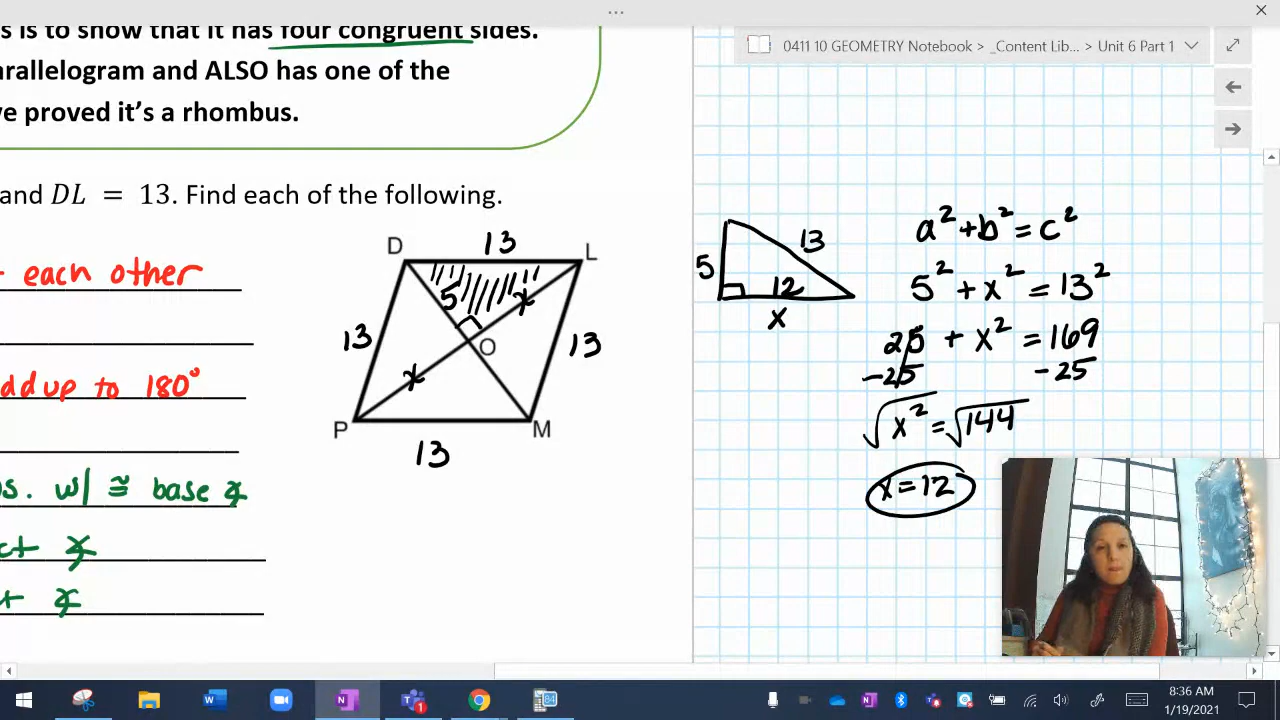 s is to show that it has four congruent sides.
arallelogram and ALSO has one of the
ve proved it's a rhombus.
0411 10 GEOMETRY Notebook > _Content Lib... > Unit 6 Part 1
and DL = 13. Find each of the following.
each other
dd up to 180°
w/ ≅ base ∡
∡
∡
D 13 L
5 x
13 O 13
x
P M
13
5 13
12
x
a² + b² = c²
5² + x² = 13²
25 + x² = 169
-25 -25
√x² = √144
x = 12
8:36 AM
1/19/2021